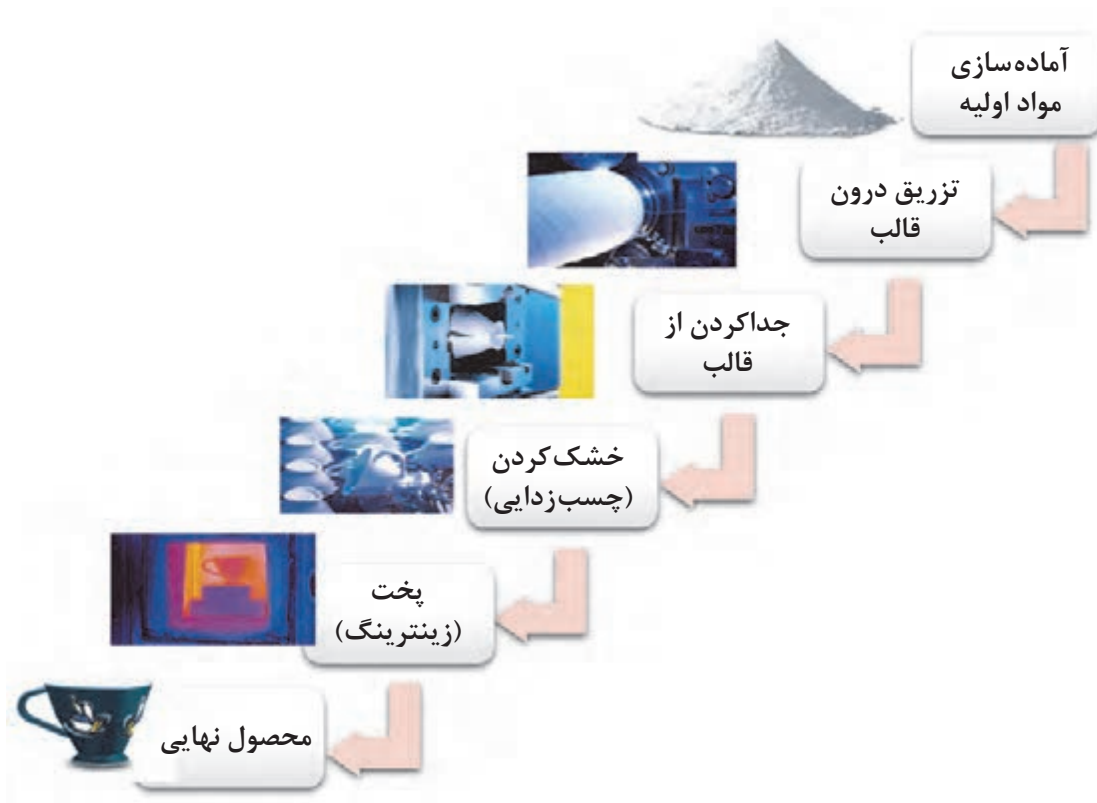 آماده‌سازی
مواد اولیه
تزریق درون
قالب
جداکردن از
قالب
خشک‌کردن
(چسب‌زدایی)
پخت
(زینترینگ)
محصول نهایی